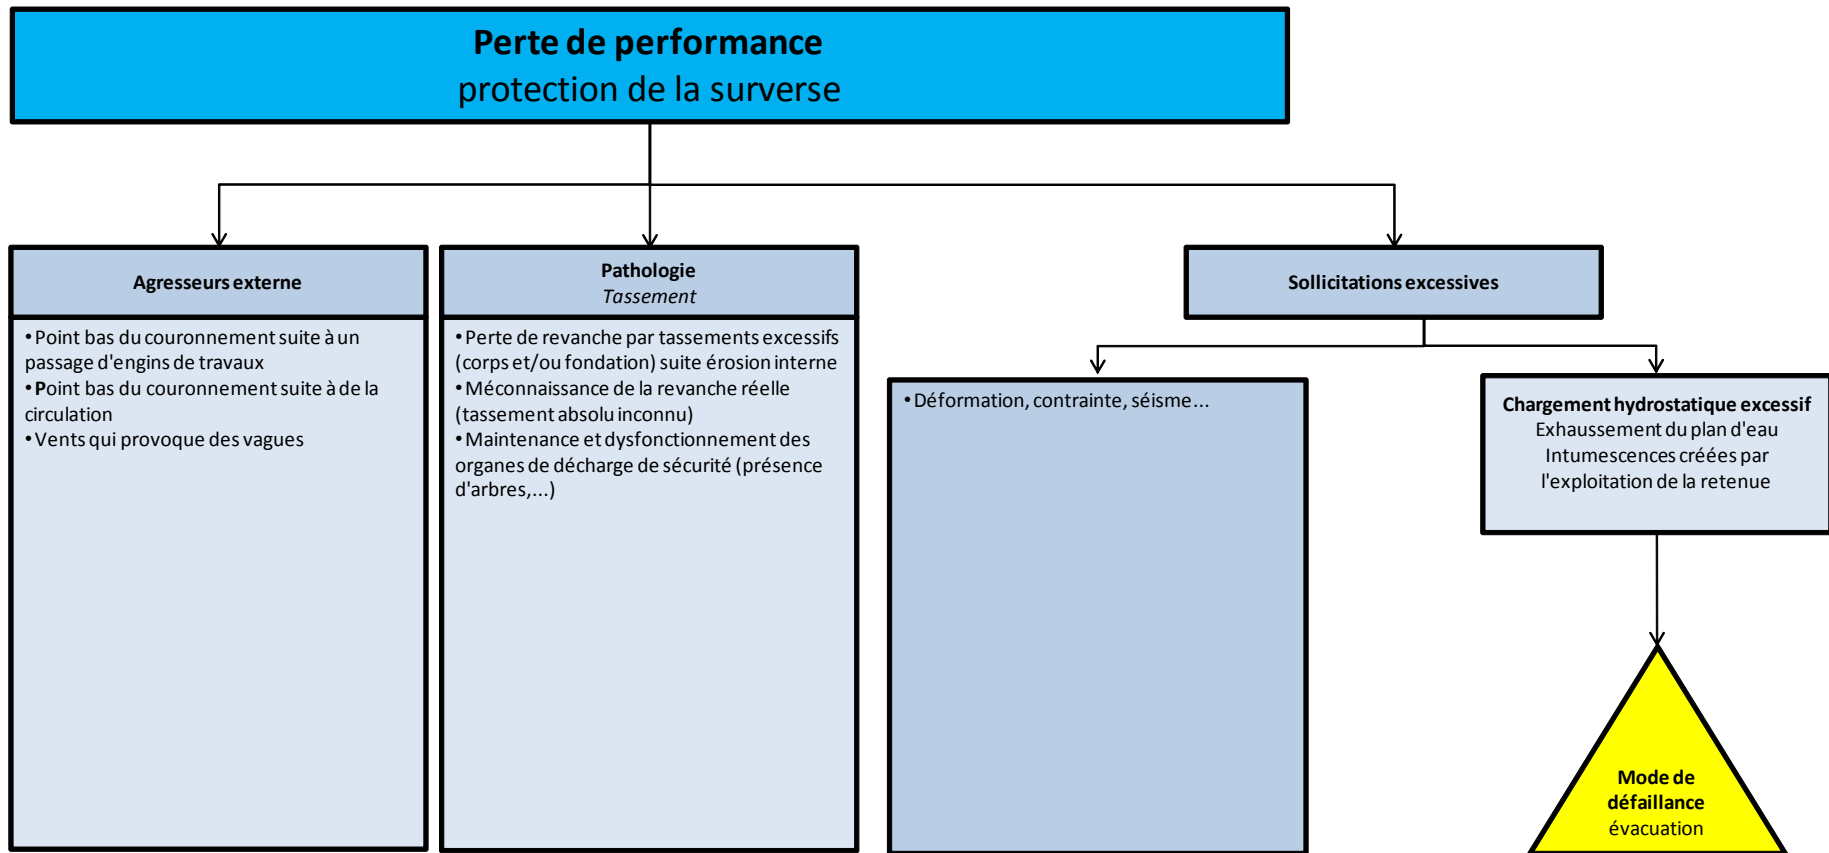 Perte de performance
protection de la surverse
Agresseurs externe
• Point bas du couronnement suite à un
passage d'engins de travaux
• Point bas du couronnement suite à de la
circulation
• Vents qui provoque des vagues
Pathologie
Tassement
• Perte de revanche par tassements excessifs
(corps et/ou fondation) suite érosion interne
• Méconnaissance de la revanche réelle
(tassement absolu inconnu)
• Maintenance et dysfonctionnement des
organes de décharge de sécurité (présence
d'arbres,...)
Sollicitations excessives
• Déformation, contrainte, séisme...
Chargement hydrostatique excessif
Exhaussement du plan d'eau
Intumescences créées par
l'exploitation de la retenue
Mode de
défaillance
évacuation